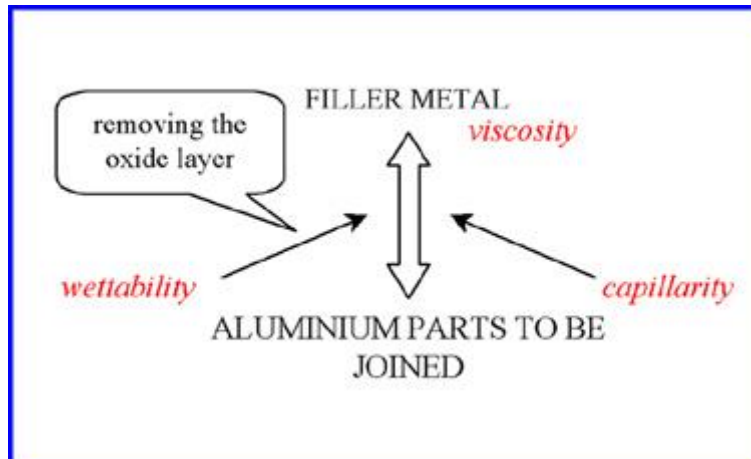 FILLER METAL
viscosity
removing the
oxide layer
wettability
capillarity
ALUMINIUM PARTS TO BE
JOINED